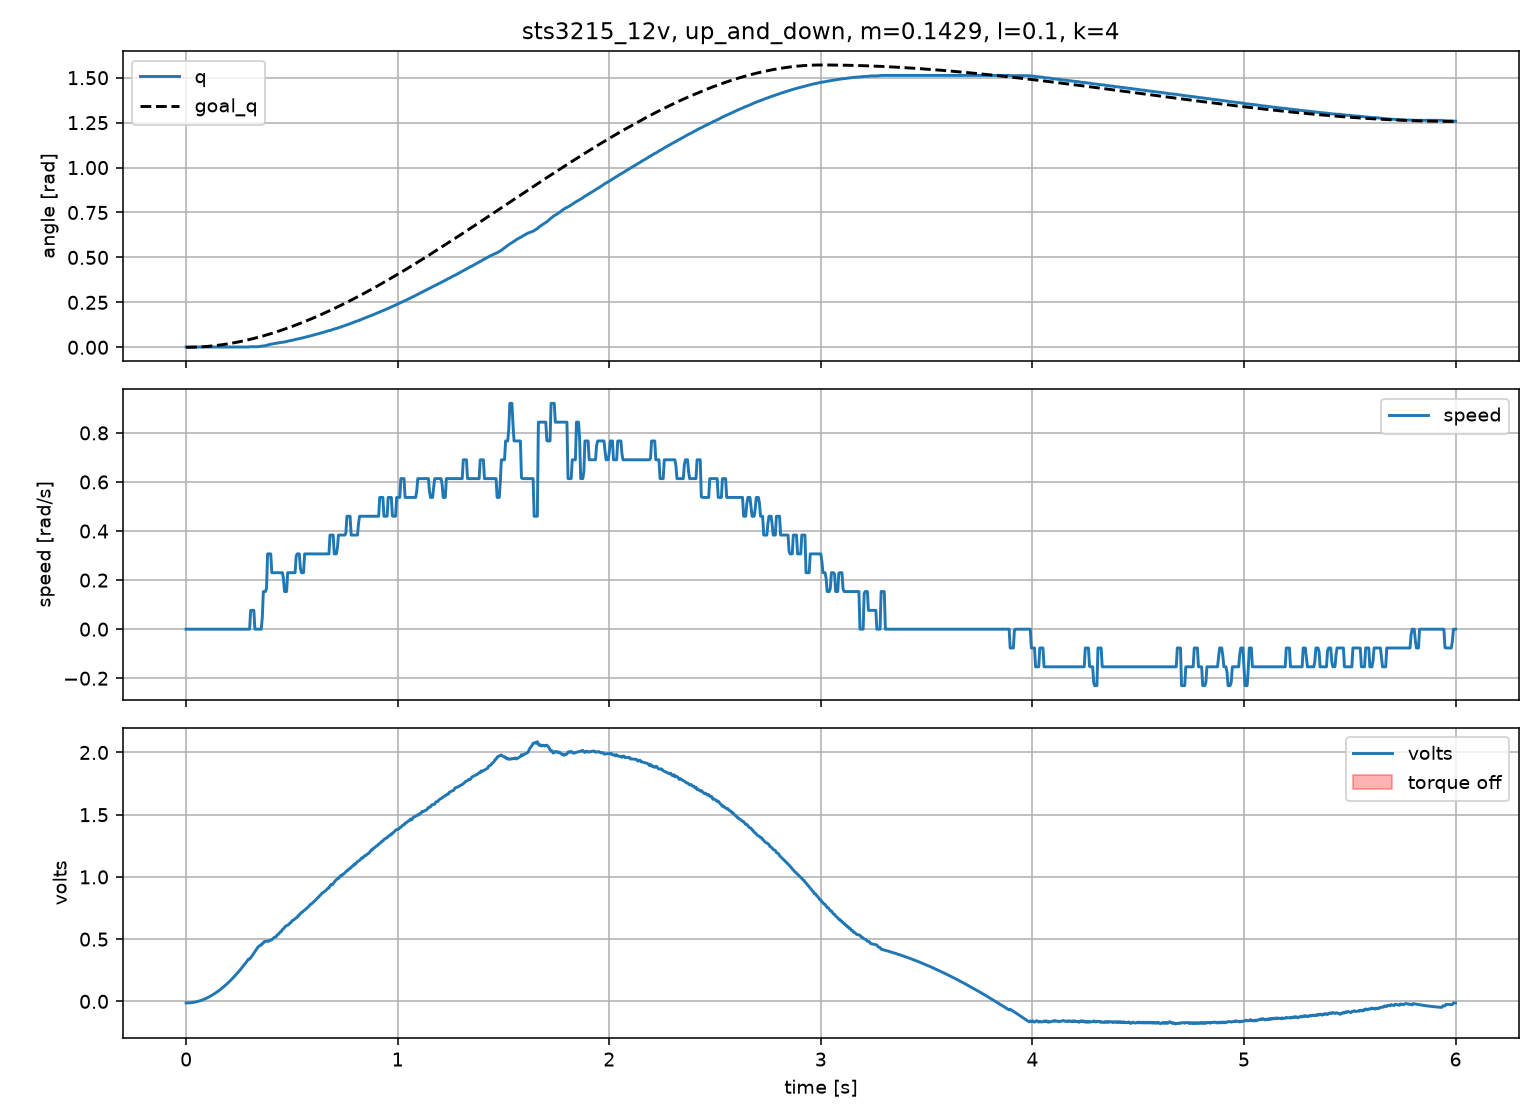 sts3215_12v, up_and_down, m=0.1429, l=0.1, k=4
q
goal_q
angle [rad]
1.50
1.25
1.00
0.75
0.50
0.25
0.00
speed
speed [rad/s]
0.8
0.6
0.4
0.2
0.0
−0.2
volts
torque off
volts
2.0
1.5
1.0
0.5
0.0
0 1 2 3 4 5 6
time [s]